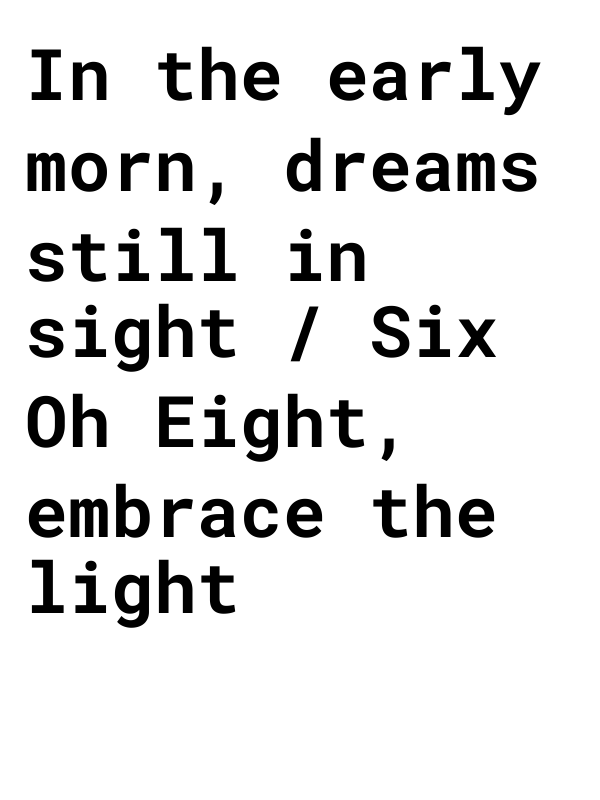 In the early
morn, dreams
still in
sight / Six
Oh Eight,
embrace the
light